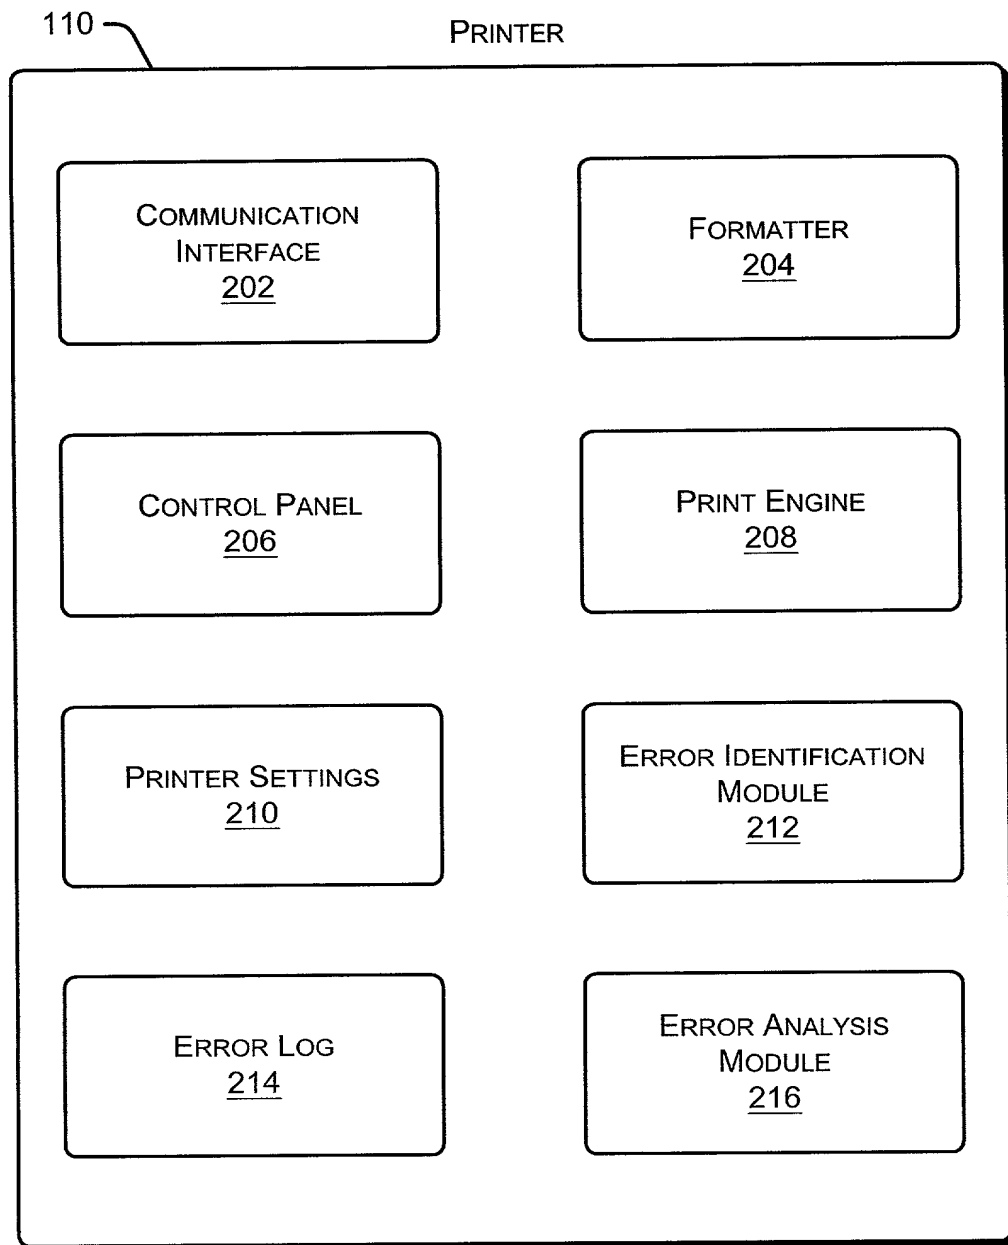 110
PRINTER
COMMUNICATION
INTERFACE
202
FORMATTER
204
CONTROL PANEL
206
PRINT ENGINE
208
PRINTER SETTINGS
210
ERROR IDENTIFICATION
MODULE
212
ERROR LOG
214
ERROR ANALYSIS
MODULE
216